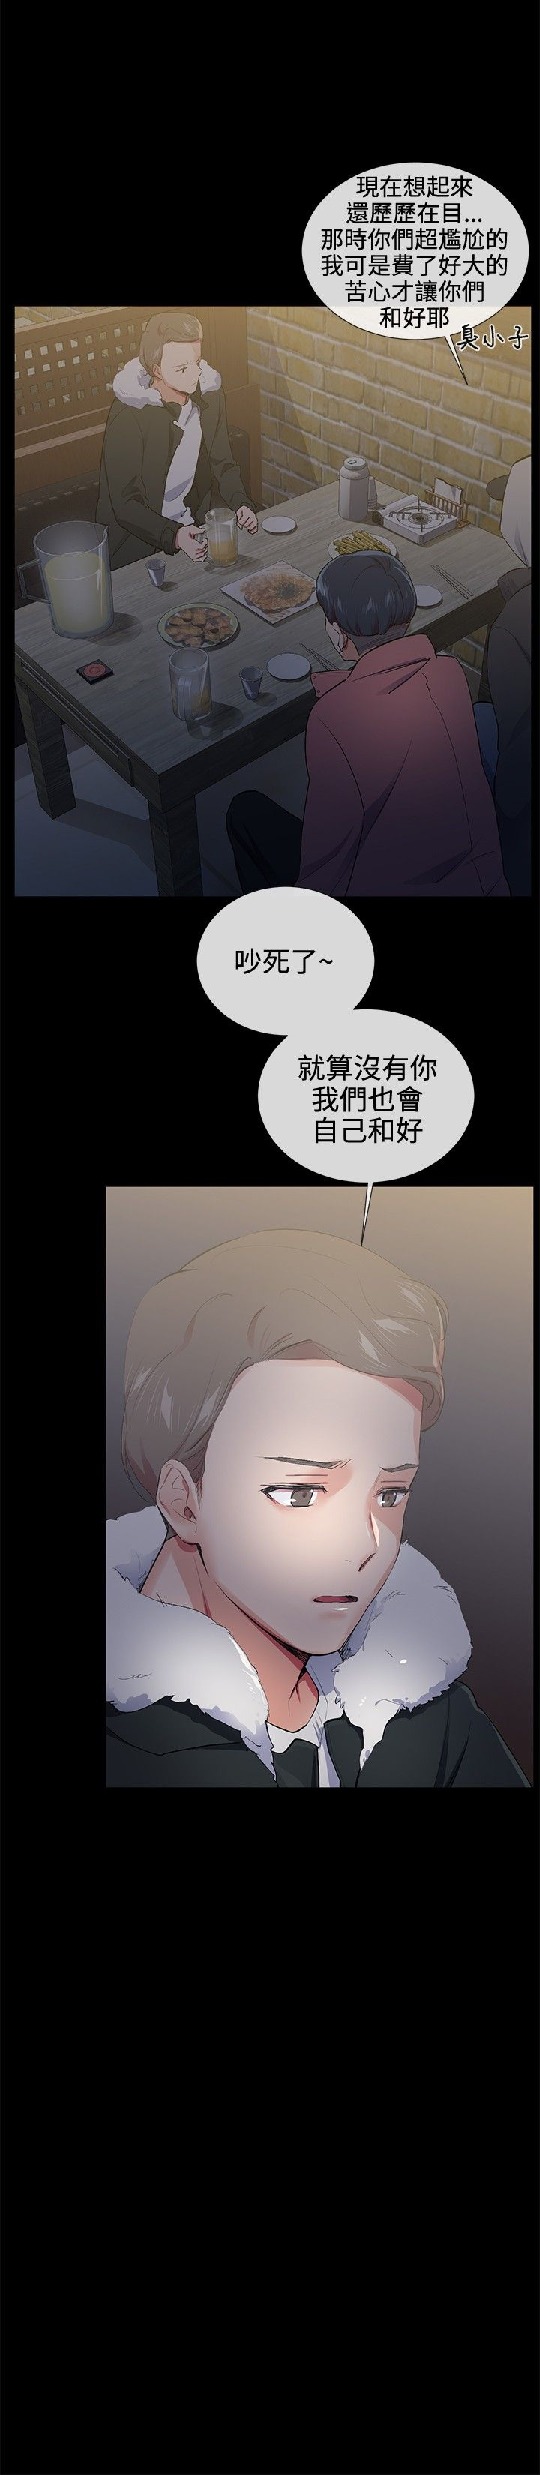 現在想起來
還歷歷在目...
那時你們超尷尬的
我可是費了好大的
苦心才讓你們
和好耶
臭小子
吵死了~
就算沒有你
我們也會
自己和好